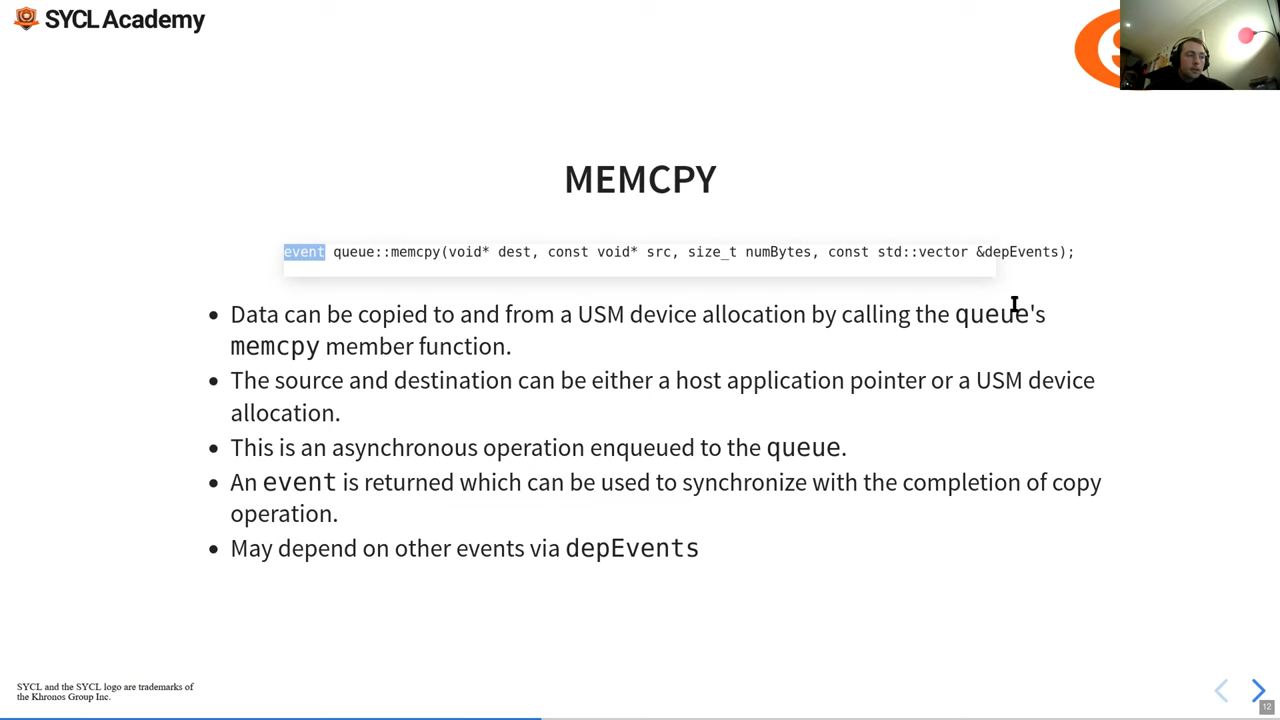 SYCL Academy
MEMCPY
event queue::memcpy(void* dest, const void* src, size_t numBytes, const std::vector &depEvents);
Data can be copied to and from a USM device allocation by calling the queue's
memcpy member function.
The source and destination can be either a host application pointer or a USM device
allocation.
This is an asynchronous operation enqueued to the queue.
An event is returned which can be used to synchronize with the completion of copy
operation.
May depend on other events via depEvents
SYCL and the SYCL logo are trademarks of
the Khronos Group Inc.
12